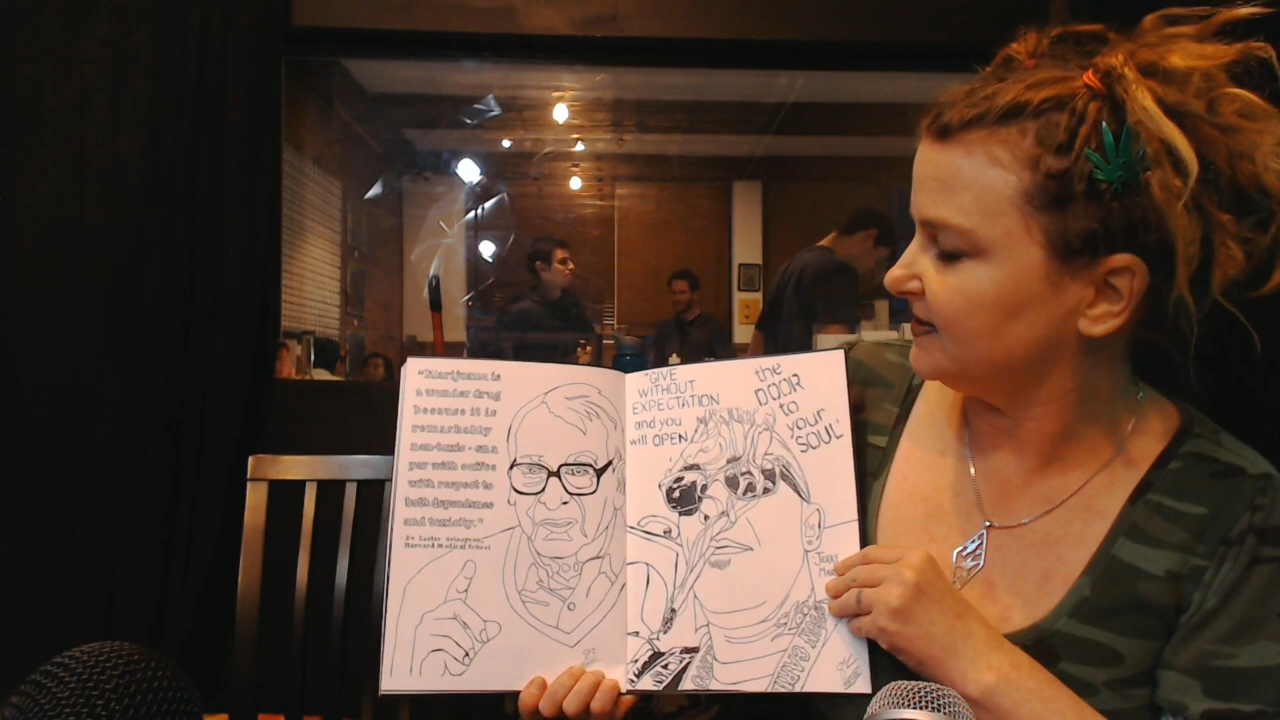 "Marijuana is
a wonder drug
because it is
remarkably
non-toxic - on a
par with coffee
with respect to
both dependence
and toxicity."
- Dr. Lester Grinspoon,
Harvard Medical School
"GIVE
WITHOUT
EXPECTATION
and you
will OPEN
the
DOOR
to
your
SOUL"
- JERRY